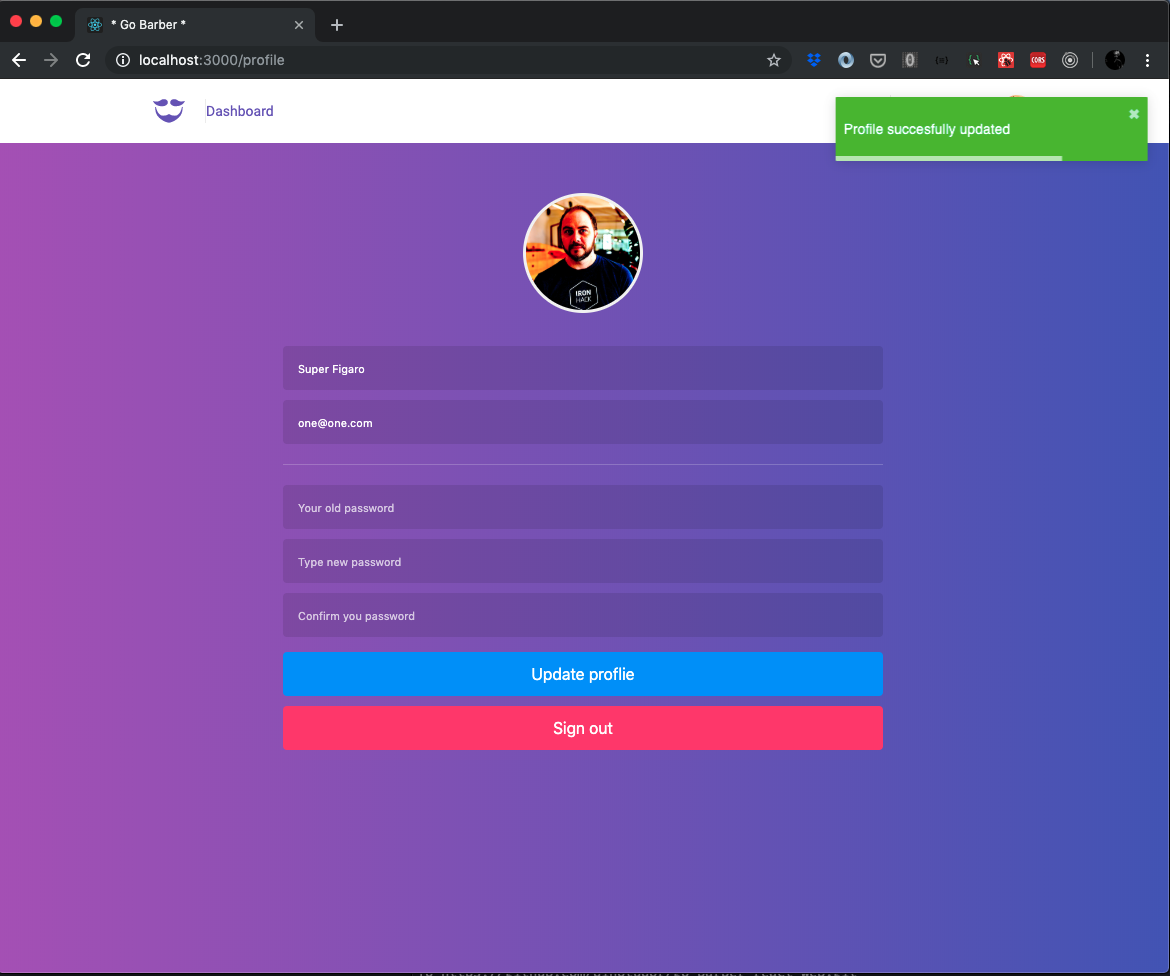 * Go Barber *
localhost:3000/profile
CORS
Dashboard
Profile succesfully updated
IRON
HACK
Super Figaro
one@one.com
Your old password
Type new password
Confirm you password
Update proflie
Sign out